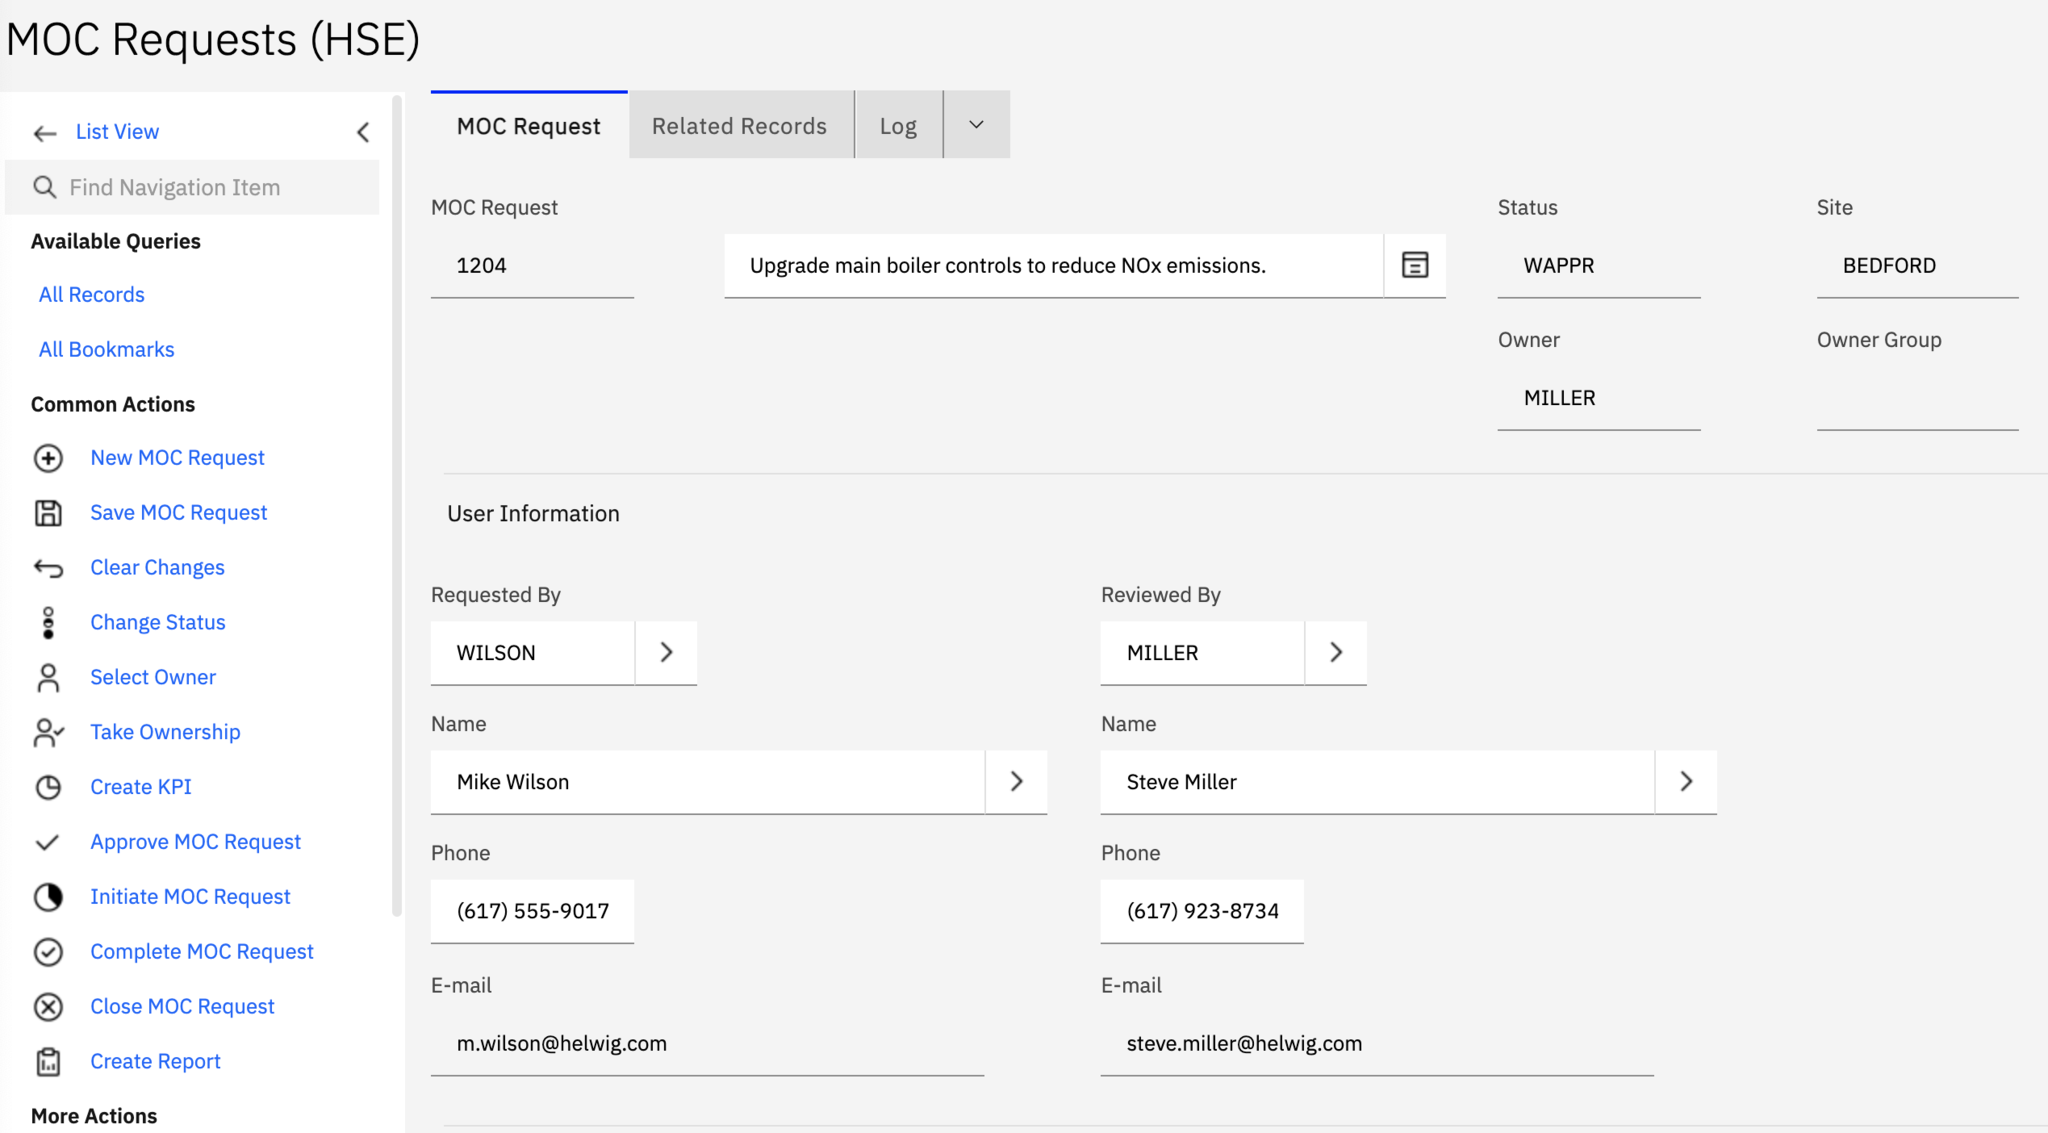 MOC Requests (HSE)
List View
Find Navigation Item
Available Queries
All Records
All Bookmarks
Common Actions
New MOC Request
Save MOC Request
Clear Changes
Change Status
Select Owner
Take Ownership
Create KPI
Approve MOC Request
Initiate MOC Request
Complete MOC Request
Close MOC Request
Create Report
More Actions
MOC Request Related Records Log
MOC Request Status Site
1204 Upgrade main boiler controls to reduce NOx emissions. WAPPR BEDFORD
Owner Owner Group
MILLER
User Information
Requested By Reviewed By
WILSON MILLER
Name Name
Mike Wilson Steve Miller
Phone Phone
(617) 555-9017 (617) 923-8734
E-mail E-mail
m.wilson@helwig.com steve.miller@helwig.com